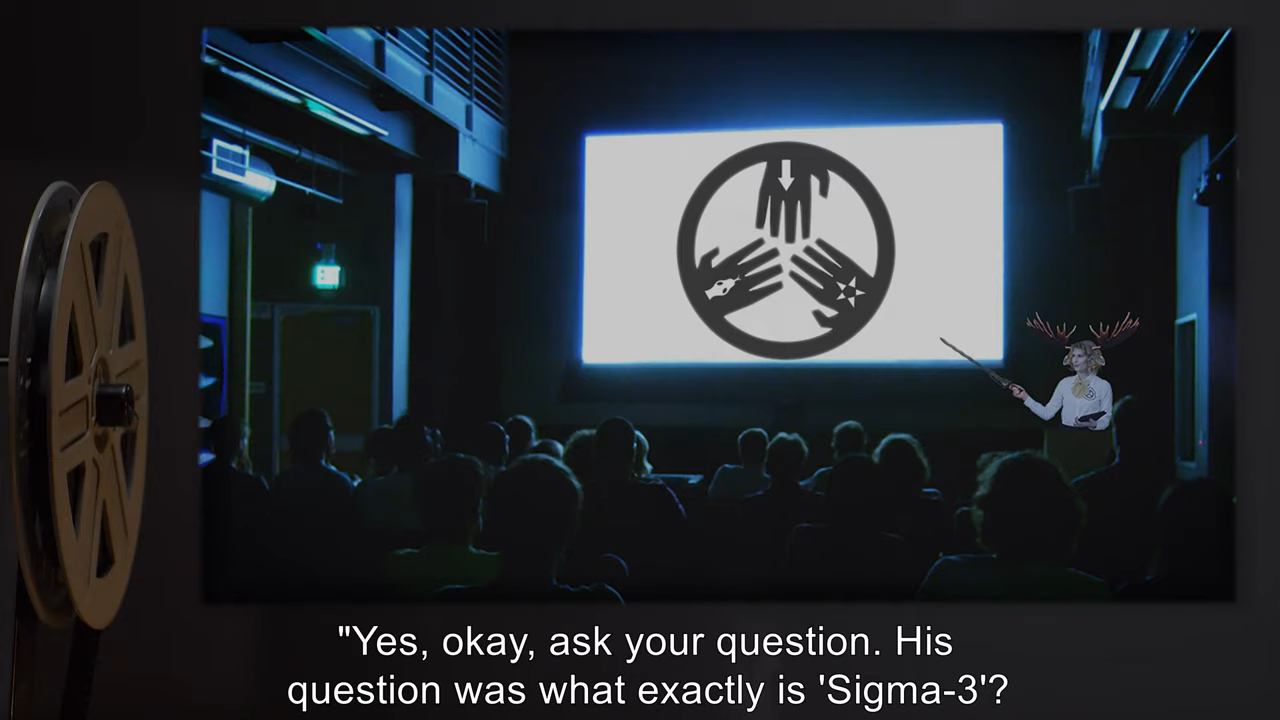 "Yes, okay, ask your question. His
question was what exactly is 'Sigma-3'?